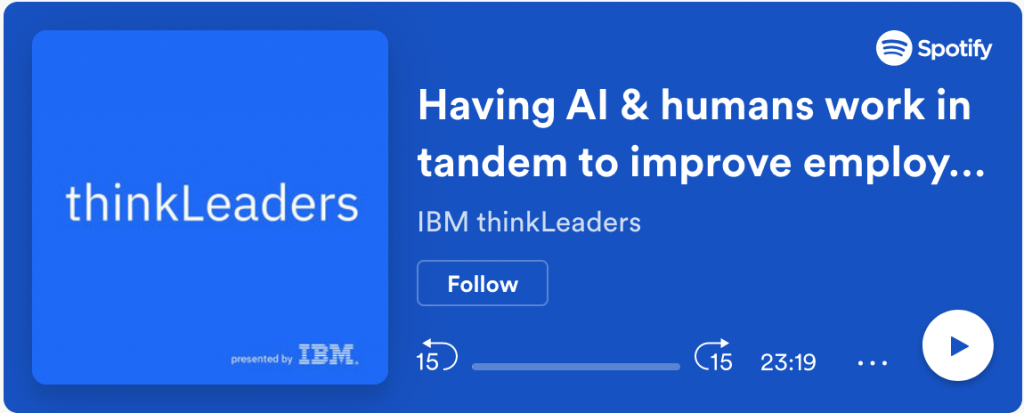 thinkLeaders
presented by IBM.
Spotify
Having AI & humans work in
tandem to improve employ...
IBM thinkLeaders
Follow
15
15
23:19